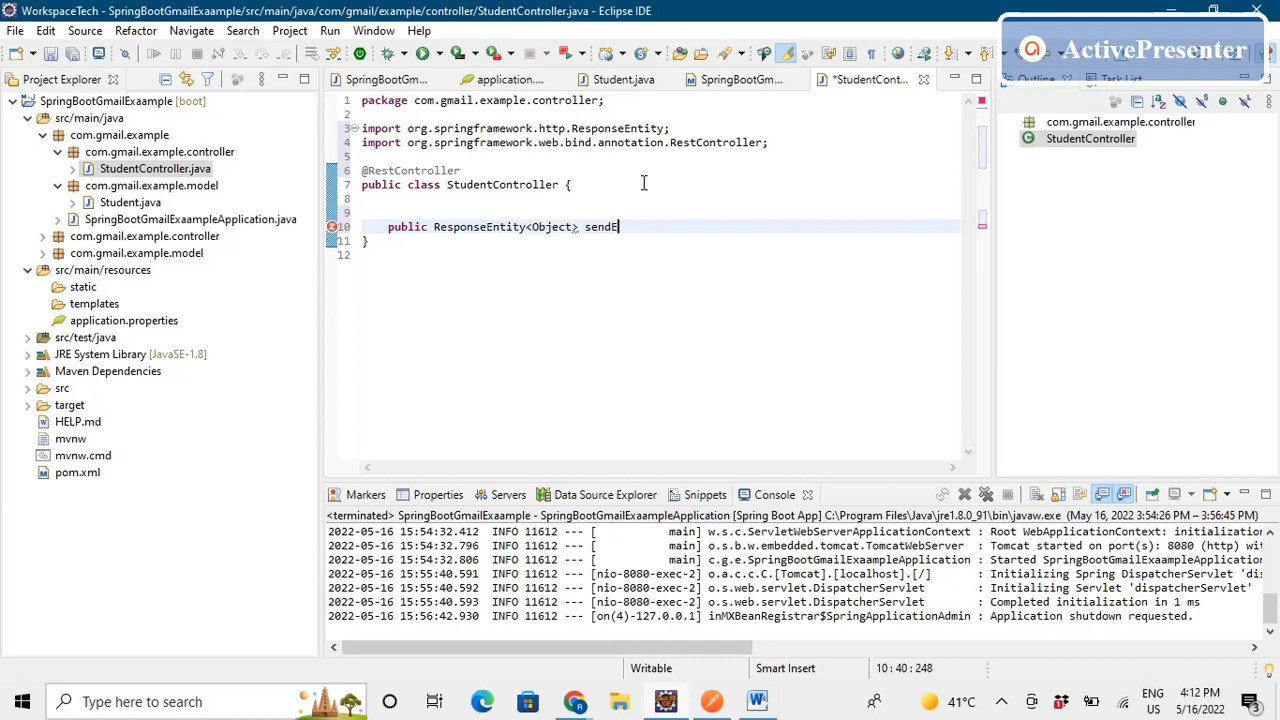 WorkspaceTech - SpringBootGmailExaample/src/main/java/com/gmail/example/controller/StudentController.java - Eclipse IDE
ActivePresenter
File Edit Source Refactor Navigate Search Project Run Window Help
Project Explorer
SpringBootGm...
application....
Student.java
SpringBootGm...
*StudentCont...
Outline
Task List
SpringBootGmailExaample [boot]
src/main/java
com.gmail.example
com.gmail.example.controller
StudentController.java
com.gmail.example.model
Student.java
SpringBootGmailExaampleApplication.java
com.gmail.example.controller
com.gmail.example.model
src/main/resources
static
templates
application.properties
src/test/java
JRE System Library [JavaSE-1.8]
Maven Dependencies
src
target
HELP.md
mvnw
mvnw.cmd
pom.xml
1 package com.gmail.example.controller;
2
3 import org.springframework.http.ResponseEntity;
4 import org.springframework.web.bind.annotation.RestController;
5
6 @RestController
7 public class StudentController {
8
9
10 public ResponseEntity<Object> sendE
11 }
12
com.gmail.example.controller
StudentController
Markers Properties Servers Data Source Explorer Snippets Console
<terminated> SpringBootGmailExaample - SpringBootGmailExaampleApplication [Spring Boot App] C:\Program Files\Java\jre1.8.0_91\bin\javaw.exe (May 16, 2022 3:54:26 PM – 3:56:45 PM)
2022-05-16 15:54:32.412 INFO 11612 --- [ main] w.s.c.ServletWebServerApplicationContext : Root WebApplicationContext: initializati
2022-05-16 15:54:32.796 INFO 11612 --- [ main] o.s.b.w.embedded.tomcat.TomcatWebServer : Tomcat started on port(s): 8080 (http) wit
2022-05-16 15:54:32.806 INFO 11612 --- [ main] c.g.e.SpringBootGmailExaampleApplication : Started SpringBootGmailExaampleApplication
2022-05-16 15:55:40.591 INFO 11612 --- [nio-8080-exec-2] o.a.c.c.C.[Tomcat].[localhost].[/] : Initializing Spring DispatcherServlet 'dis
2022-05-16 15:55:40.592 INFO 11612 --- [nio-8080-exec-2] o.s.web.servlet.DispatcherServlet : Initializing Servlet 'dispatcherServlet'
2022-05-16 15:55:40.593 INFO 11612 --- [nio-8080-exec-2] o.s.web.servlet.DispatcherServlet : Completed initialization in 1 ms
2022-05-16 15:56:42.930 INFO 11612 --- [on(4)-127.0.0.1] inMXBeanRegistrar$SpringApplicationAdmin : Application shutdown requested.
Writable
Smart Insert
10 : 40 : 248
Type here to search
41°C
ENG
US
4:12 PM
5/16/2022
3